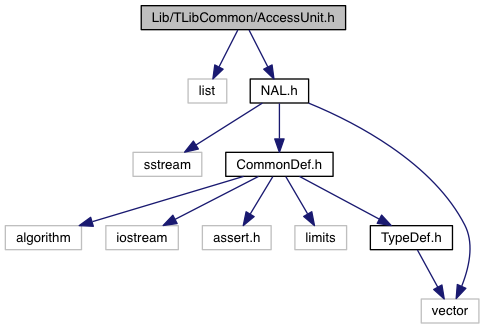 Lib/TLibCommon/AccessUnit.h
list
NAL.h
sstream
CommonDef.h
algorithm
iostream
assert.h
limits
TypeDef.h
vector